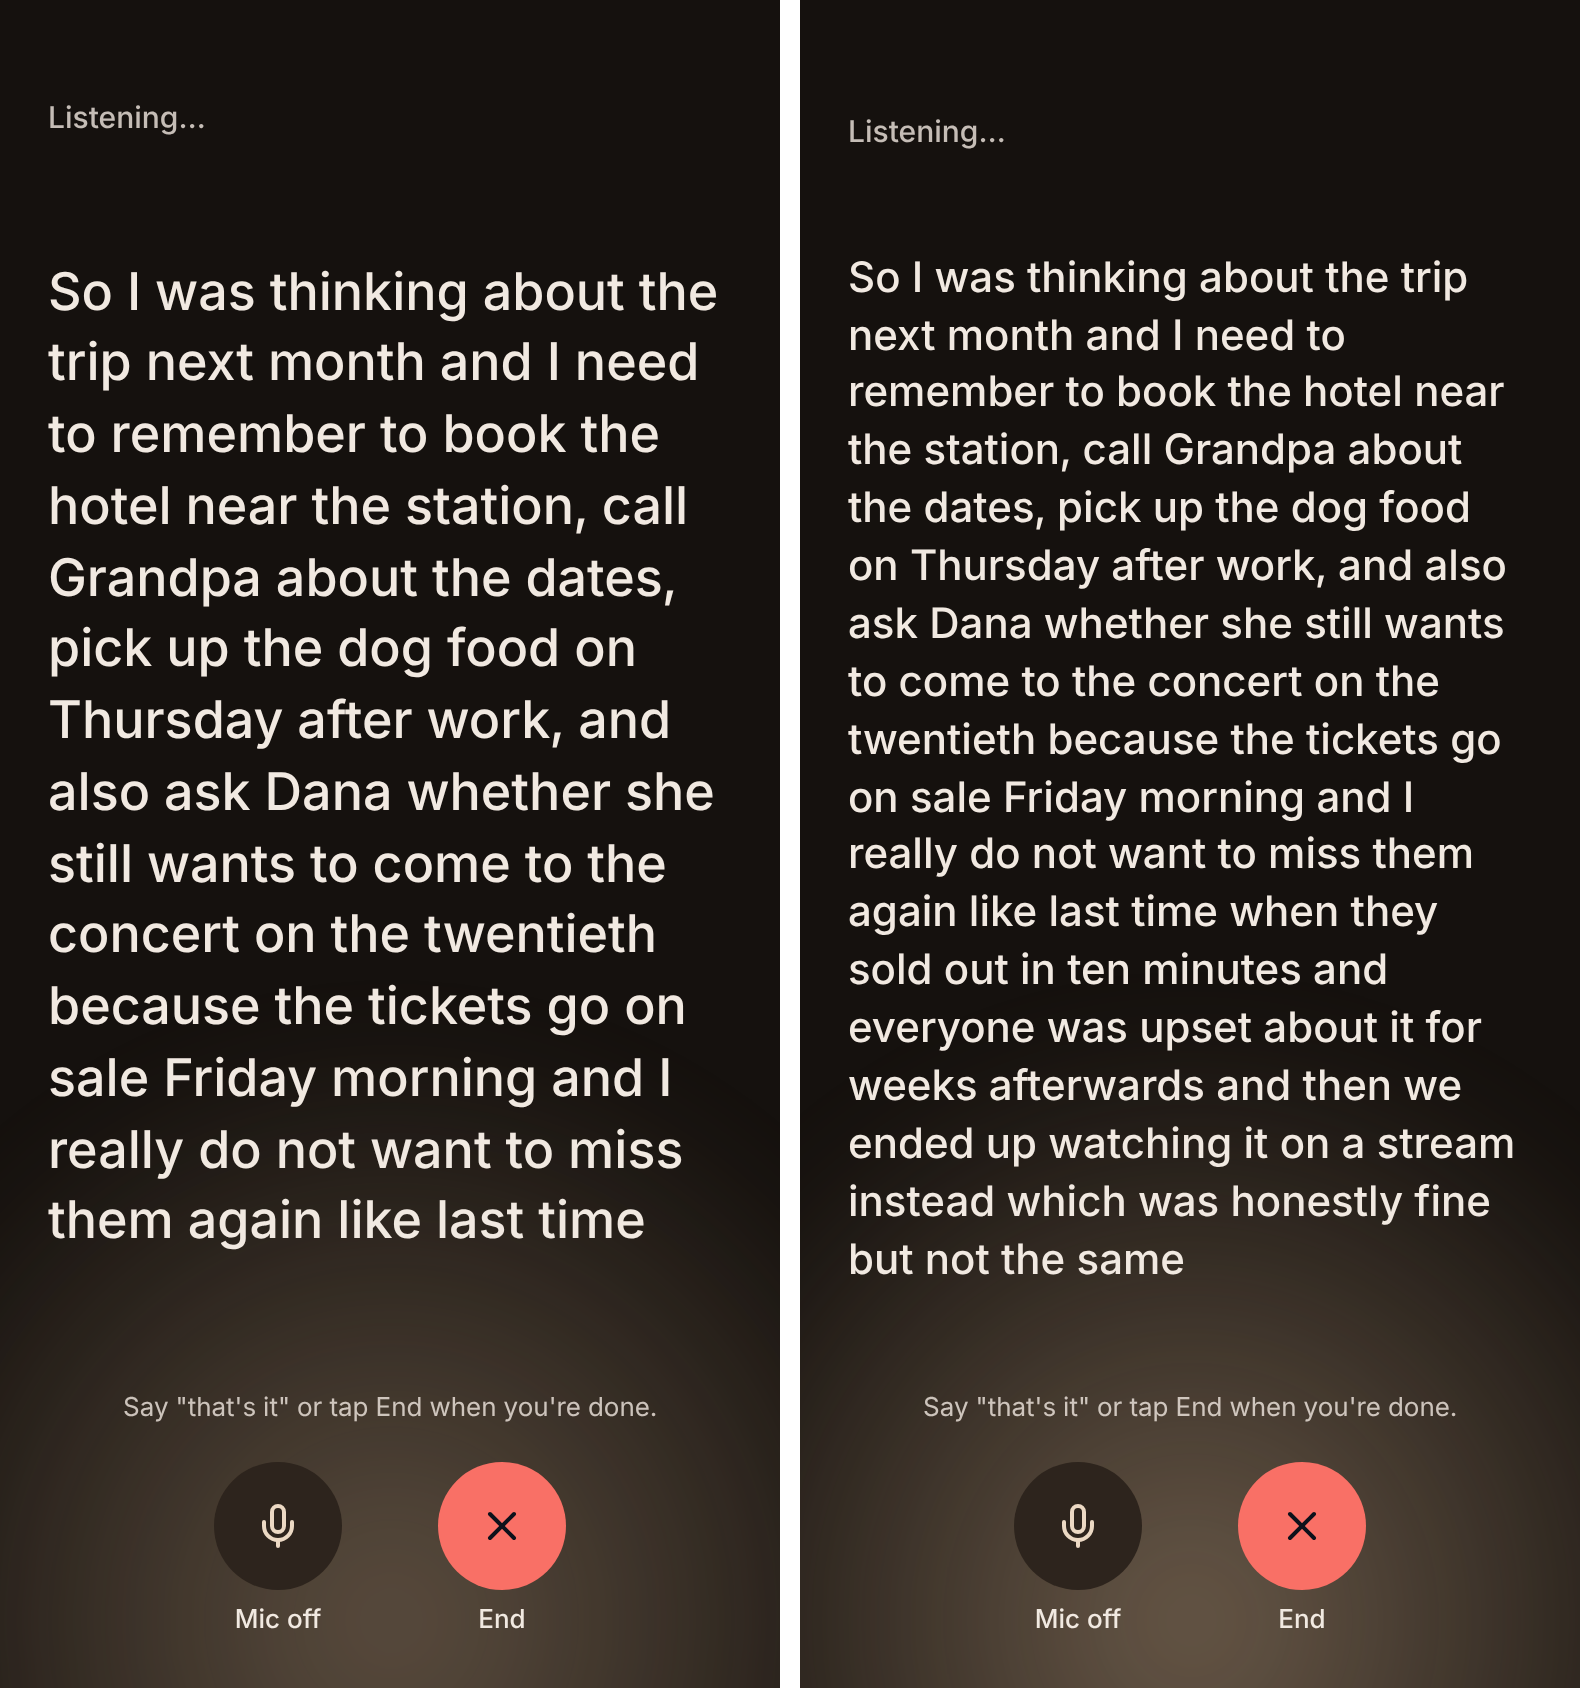 Listening...
So I was thinking about the
trip next month and I need
to remember to book the
hotel near the station, call
Grandpa about the dates,
pick up the dog food on
Thursday after work, and
also ask Dana whether she
still wants to come to the
concert on the twentieth
because the tickets go on
sale Friday morning and I
really do not want to miss
them again like last time
Say "that's it" or tap End when you're done.
Mic off
End
Listening...
So I was thinking about the trip
next month and I need to
remember to book the hotel near
the station, call Grandpa about
the dates, pick up the dog food
on Thursday after work, and also
ask Dana whether she still wants
to come to the concert on the
twentieth because the tickets go
on sale Friday morning and I
really do not want to miss them
again like last time when they
sold out in ten minutes and
everyone was upset about it for
weeks afterwards and then we
ended up watching it on a stream
instead which was honestly fine
but not the same
Say "that's it" or tap End when you're done.
Mic off
End